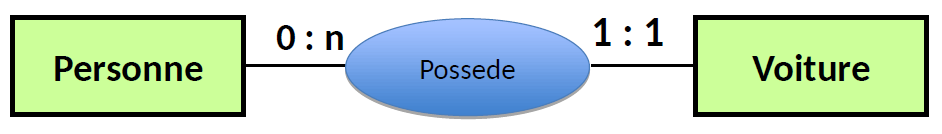 Personne
0 : n
Possede
1 : 1
Voiture